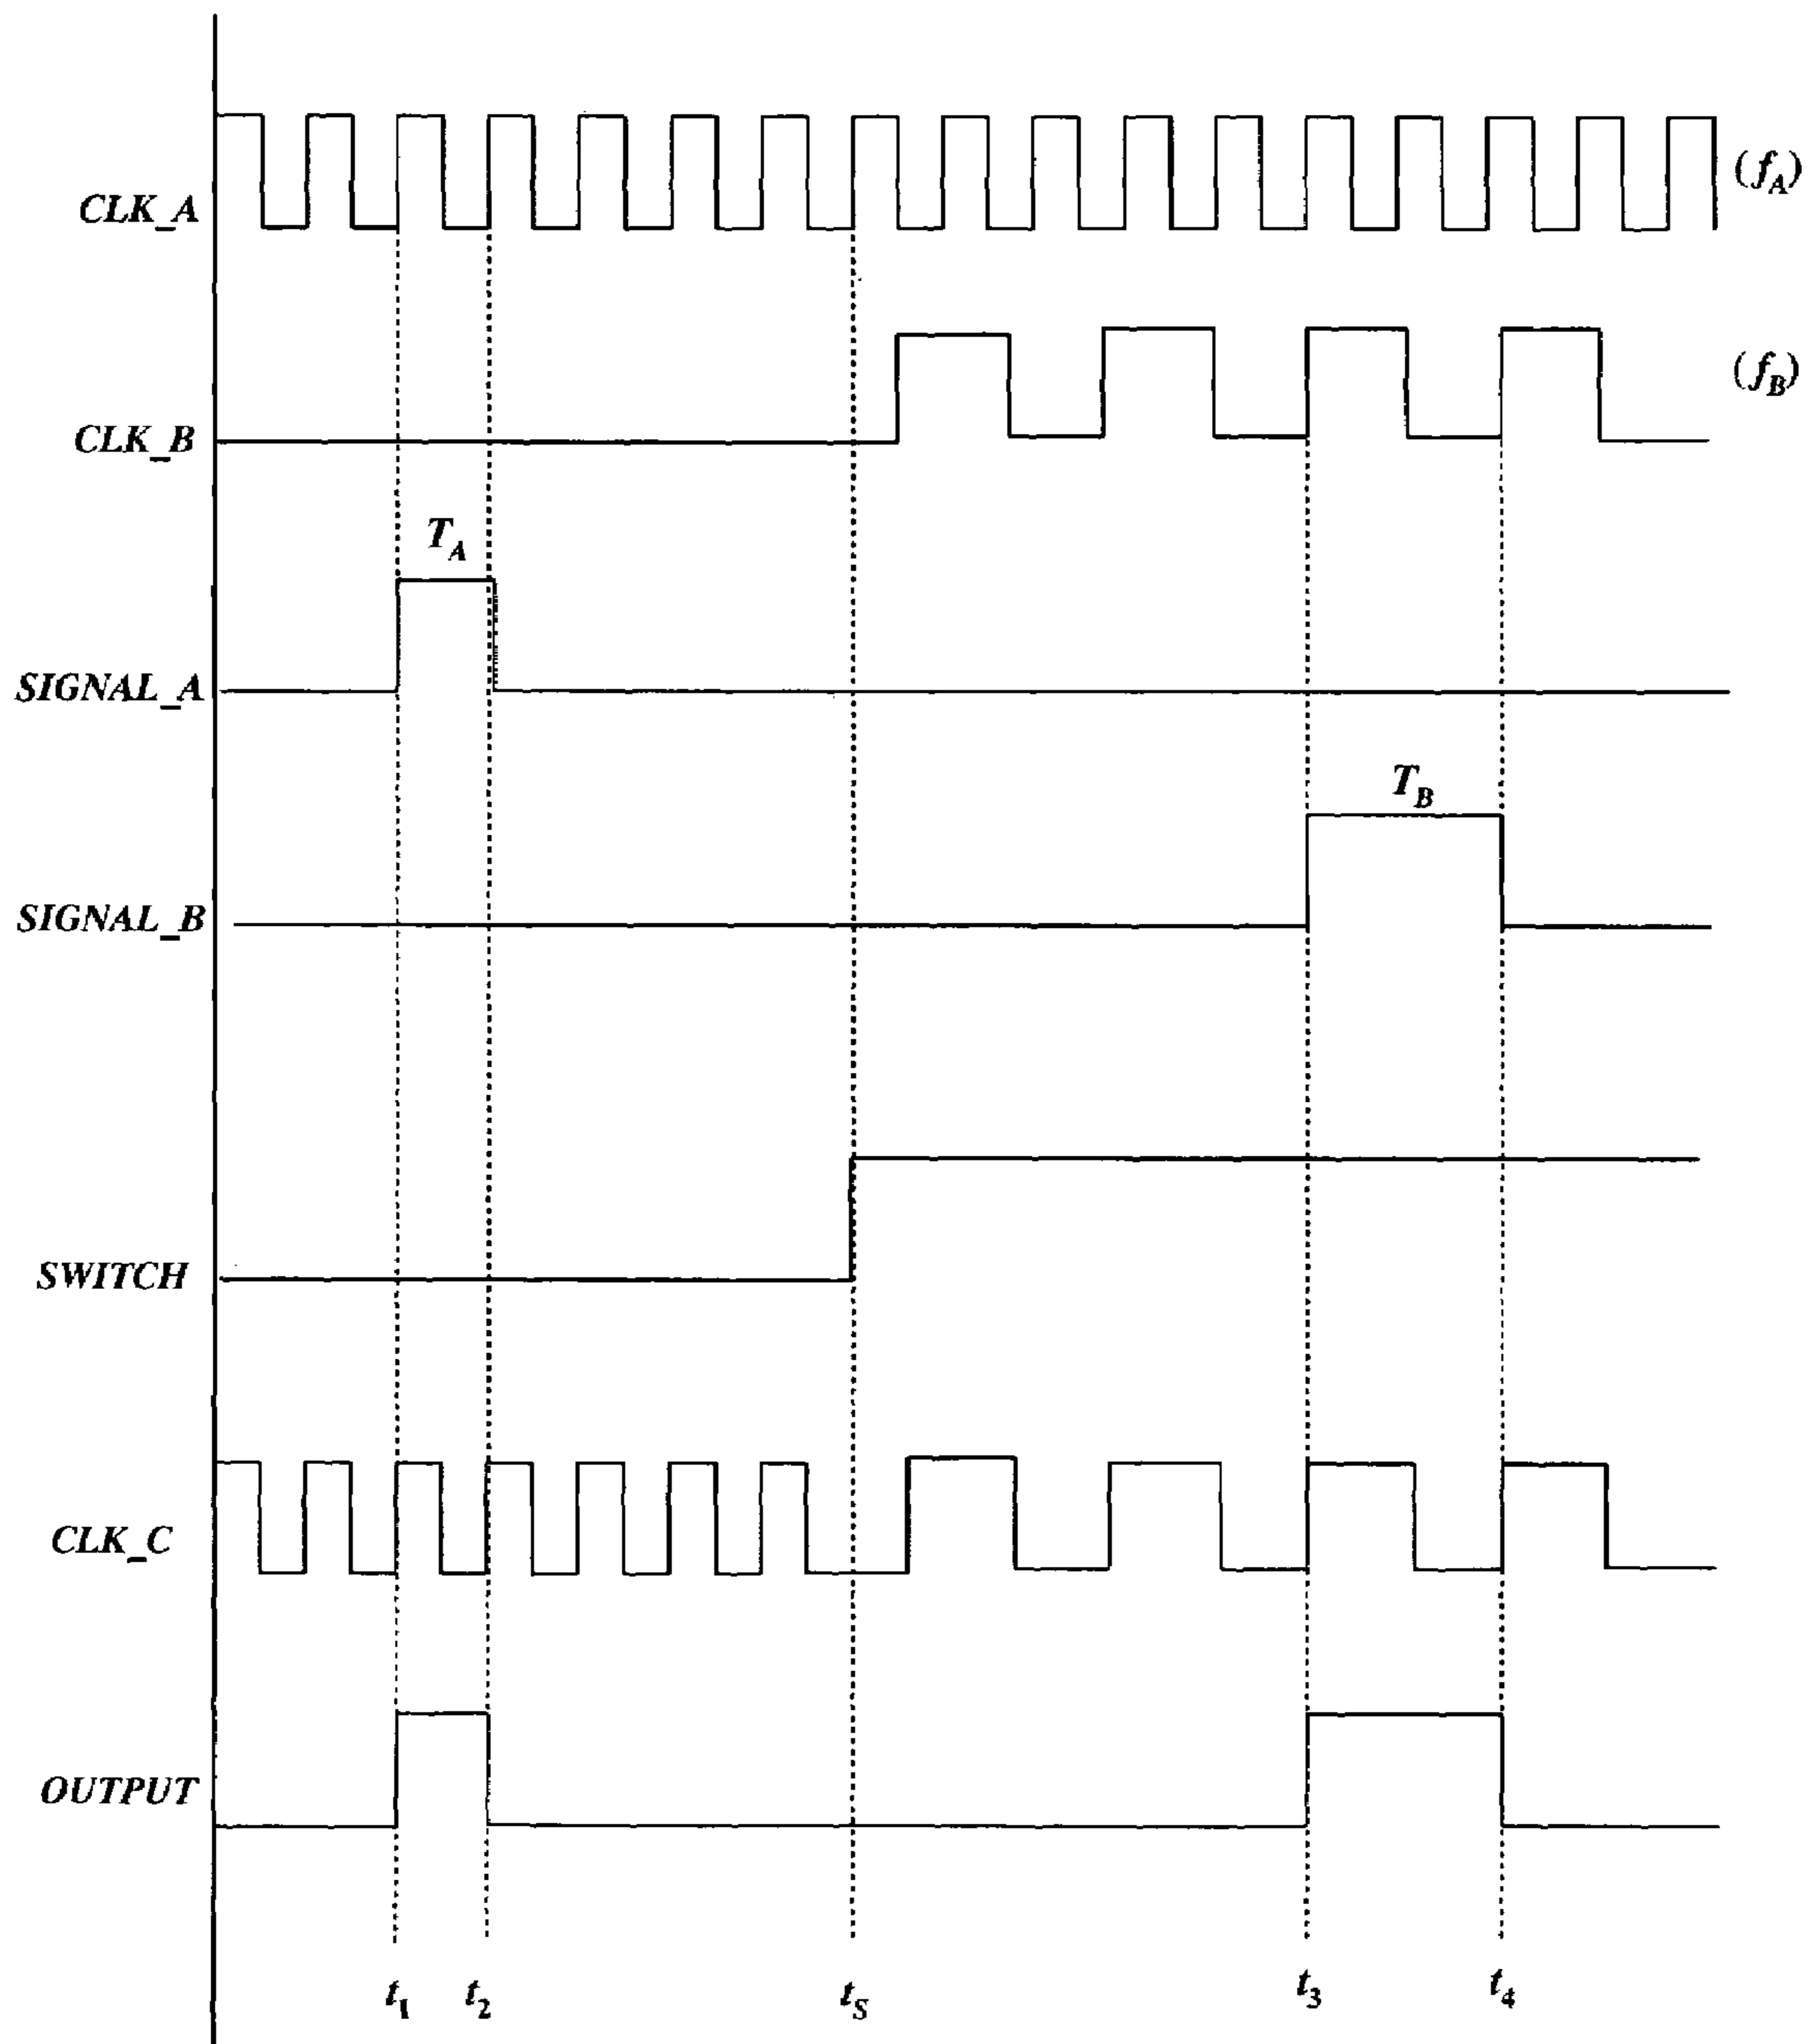 CLK_A
(f_A)
CLK_B
(f_B)
T_A
SIGNAL_A
T_B
SIGNAL_B
SWITCH
CLK_C
OUTPUT
t_1 t_2 t_S t_3 t_4